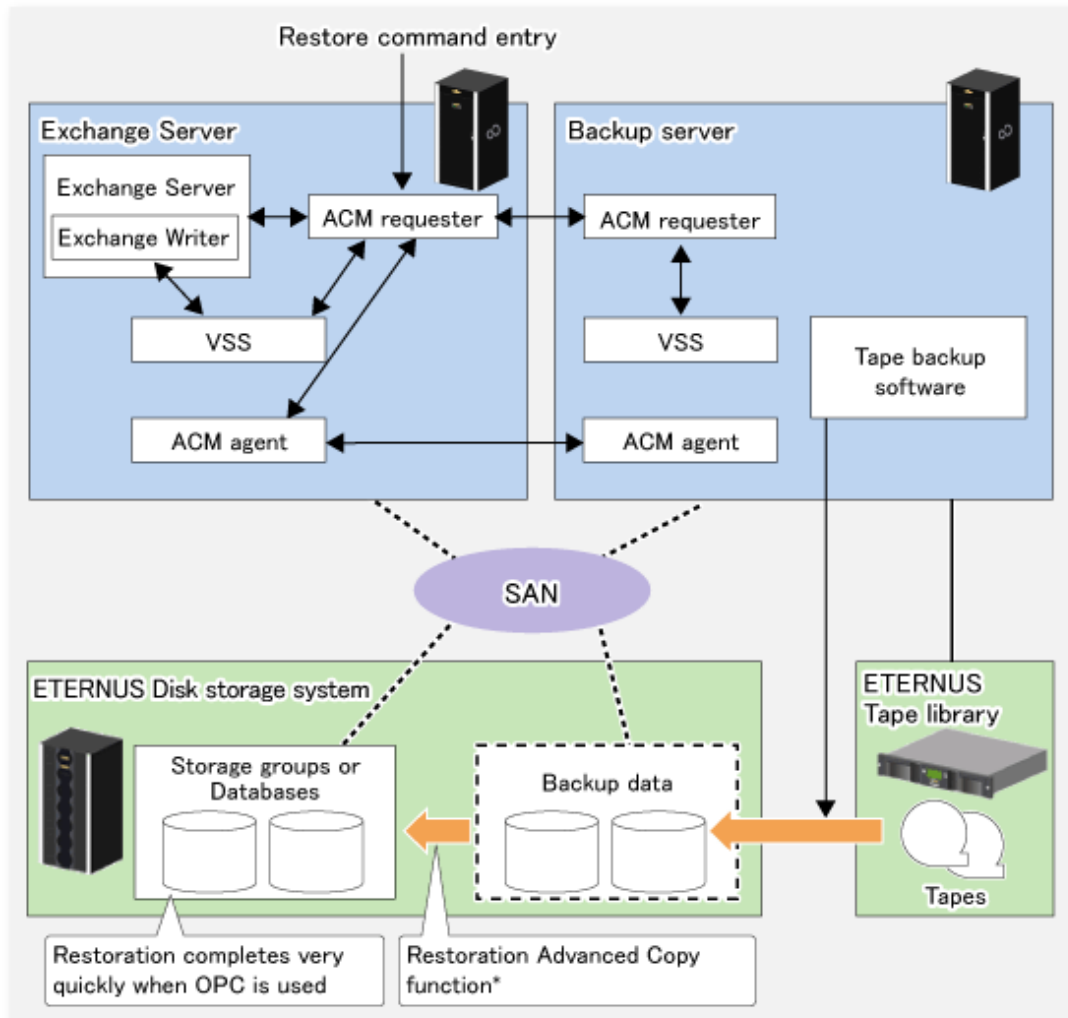 Restore command entry
Exchange Server
Backup server
Exchange Server
Exchange Writer
ACM requester
ACM requester
VSS
VSS
Tape backup
software
ACM agent
ACM agent
SAN
ETERNUS Disk storage system
ETERNUS
Tape library
Storage groups or
Databases
Backup data
Tapes
Restoration completes very
quickly when OPC is used
Restoration Advanced Copy
function*